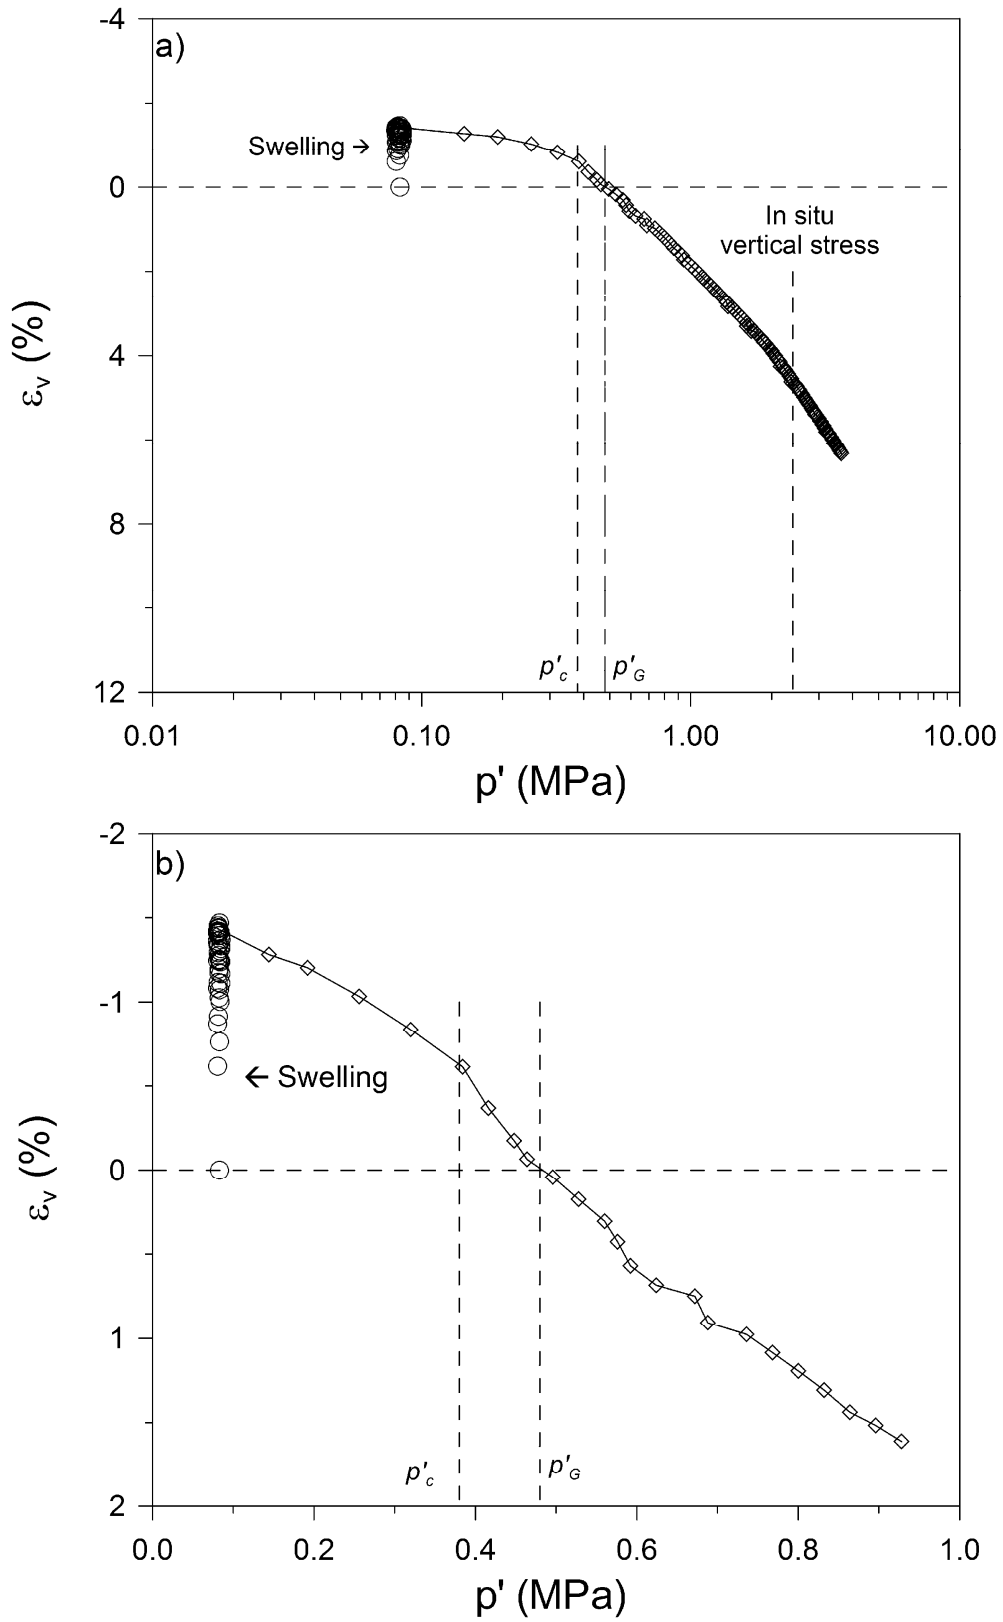 -4
a)
Swelling →
0
In situ
vertical stress
εv (%)
4
8
p'c
p'G
12
0.01
0.10
1.00
10.00
p' (MPa)
-2
b)
-1
← Swelling
εv (%)
0
1
p'c
p'G
2
0.0
0.2
0.4
0.6
0.8
1.0
p' (MPa)